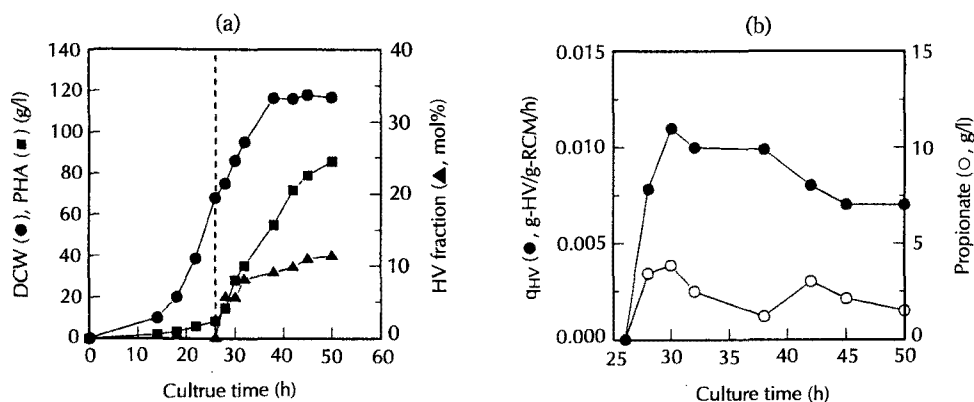 (a)
DCW (●), PHA (■) (g/l)
140
120
100
80
60
40
20
0
0 10 20 30 40 50 60
Cultrue time (h)
40
30
20
10
0
HV fraction (▲, mol%)
(b)
qHV (●, g-HV/g-RCM/h)
0.015
0.010
0.005
0.000
25 30 35 40 45 50
Culture time (h)
15
10
5
0
Propionate (○, g/l)